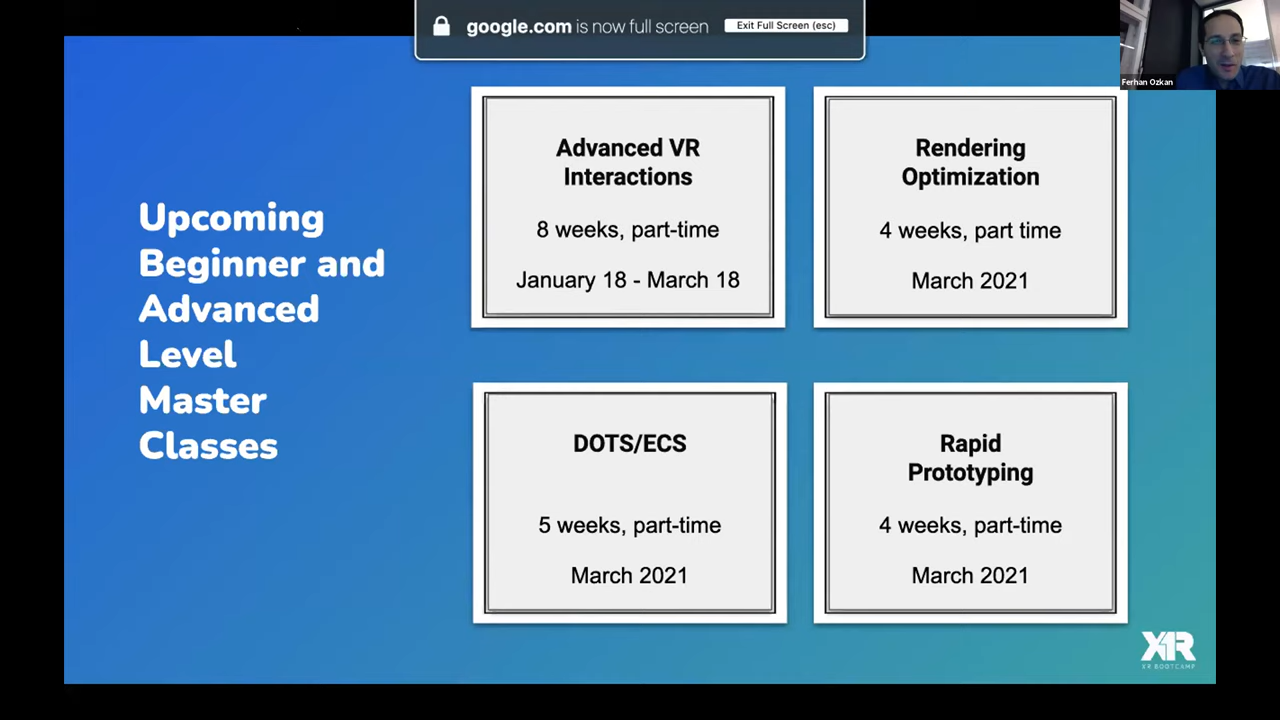 google.com is now full screen
Exit Full Screen (esc)
Ferhan Ozkan
Upcoming
Beginner and
Advanced
Level
Master
Classes
Advanced VR
Interactions
8 weeks, part-time
January 18 - March 18
Rendering
Optimization
4 weeks, part time
March 2021
DOTS/ECS
5 weeks, part-time
March 2021
Rapid
Prototyping
4 weeks, part-time
March 2021
XR
XR BOOTCAMP